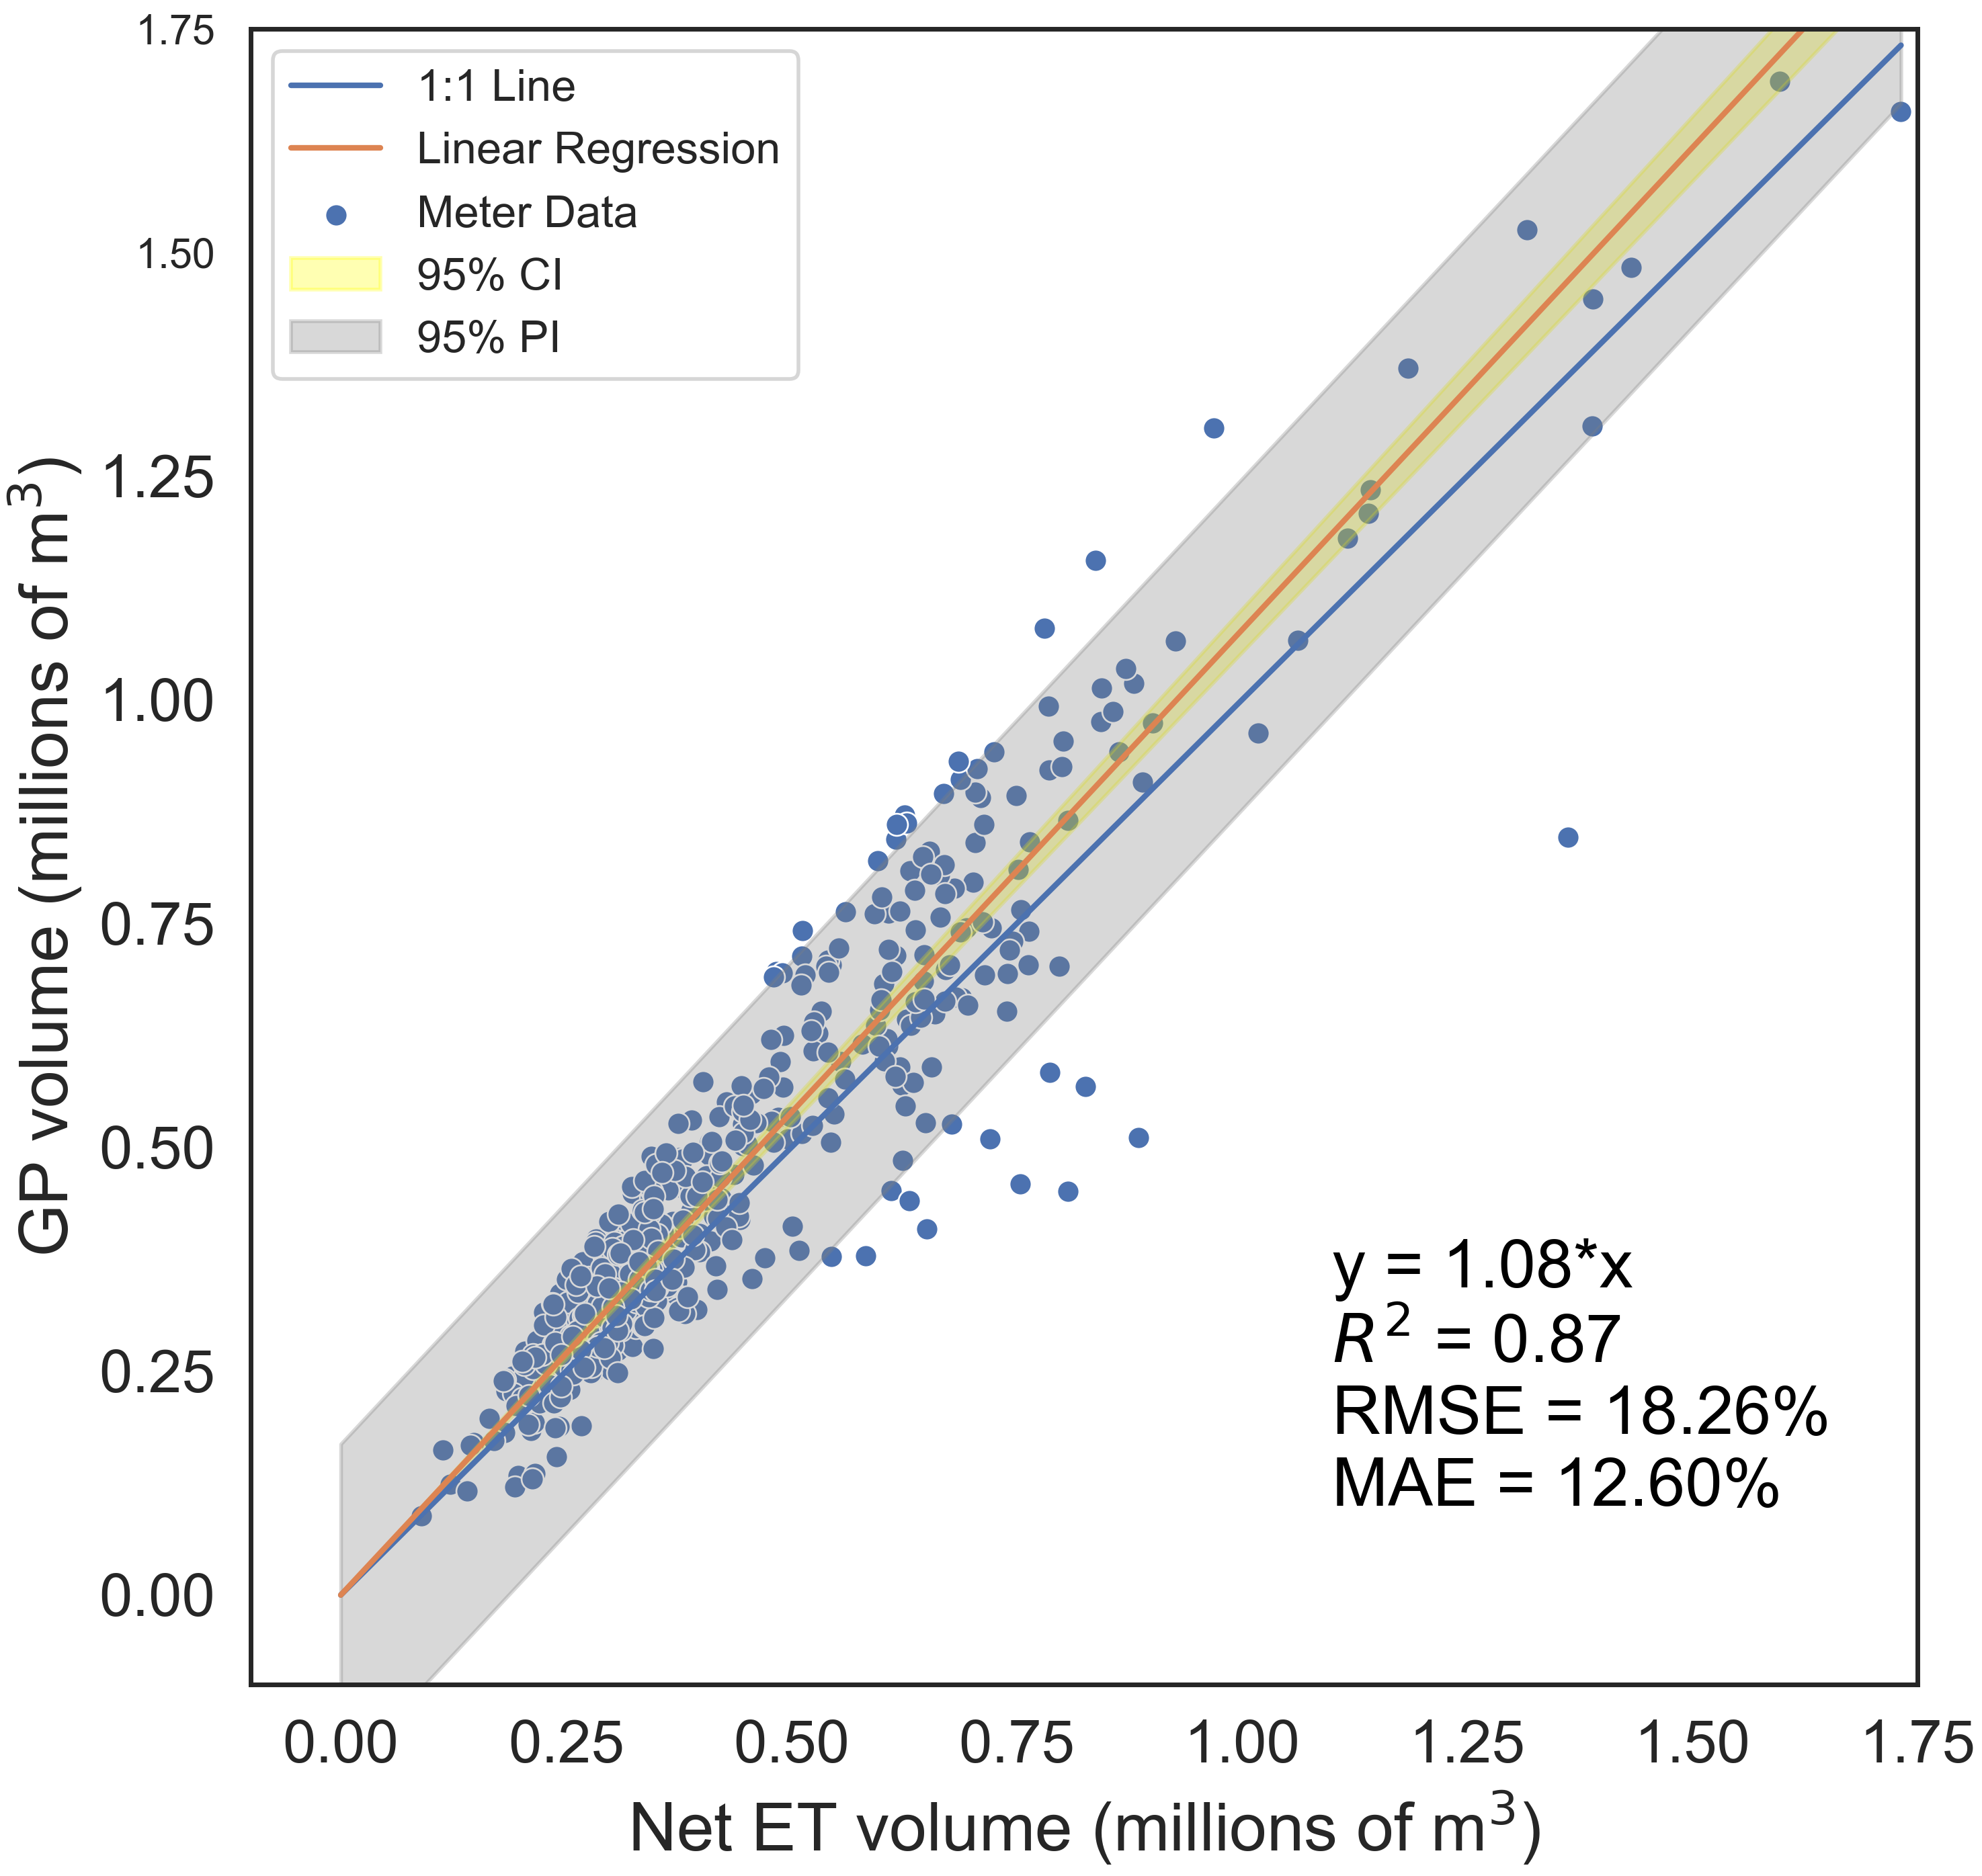 1.75
1.50
1.25
1.00
0.75
0.50
0.25
0.00
GP volume (millions of m³)
1:1 Line
Linear Regression
Meter Data
95% CI
95% PI
y = 1.08*x
R² = 0.87
RMSE = 18.26%
MAE = 12.60%
0.00 0.25 0.50 0.75 1.00 1.25 1.50 1.75
Net ET volume (millions of m³)